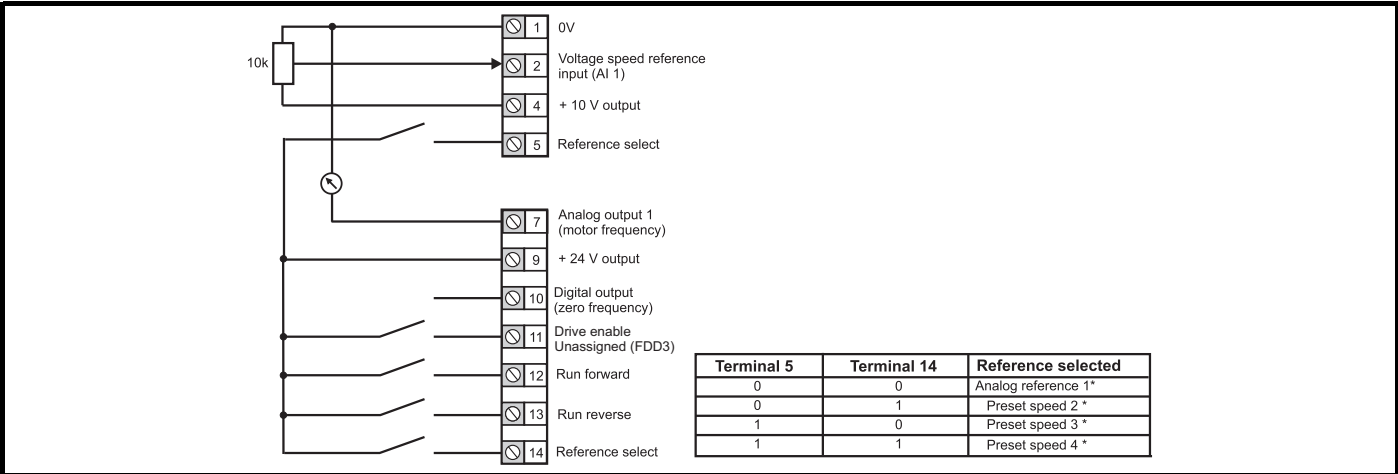 1 0V
10k
2 Voltage speed reference
input (AI 1)
4 + 10 V output
5 Reference select
7 Analog output 1
(motor frequency)
9 + 24 V output
10 Digital output
(zero frequency)
11 Drive enable
Unassigned (FDD3)
12 Run forward
13 Run reverse
14 Reference select
Terminal 5 Terminal 14 Reference selected
0 0 Analog reference 1*
0 1 Preset speed 2 *
1 0 Preset speed 3 *
1 1 Preset speed 4 *